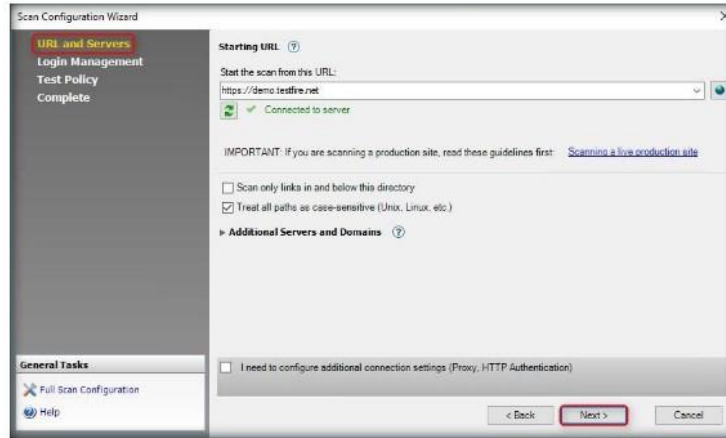 Scan Configuration Wizard
URL and Servers
Login Management
Test Policy
Complete
Starting URL ?
Start the scan from this URL:
https://demo.testfire.net
Connected to server
IMPORTANT: If you are scanning a production site, read these guidelines first: Scanning a live production site
Scan only links in and below this directory
Treat all paths as case-sensitive (Unix, Linux, etc.)
Additional Servers and Domains ?
General Tasks
Full Scan Configuration
Help
I need to configure additional connection settings (Proxy, HTTP Authentication)
< Back Next > Cancel